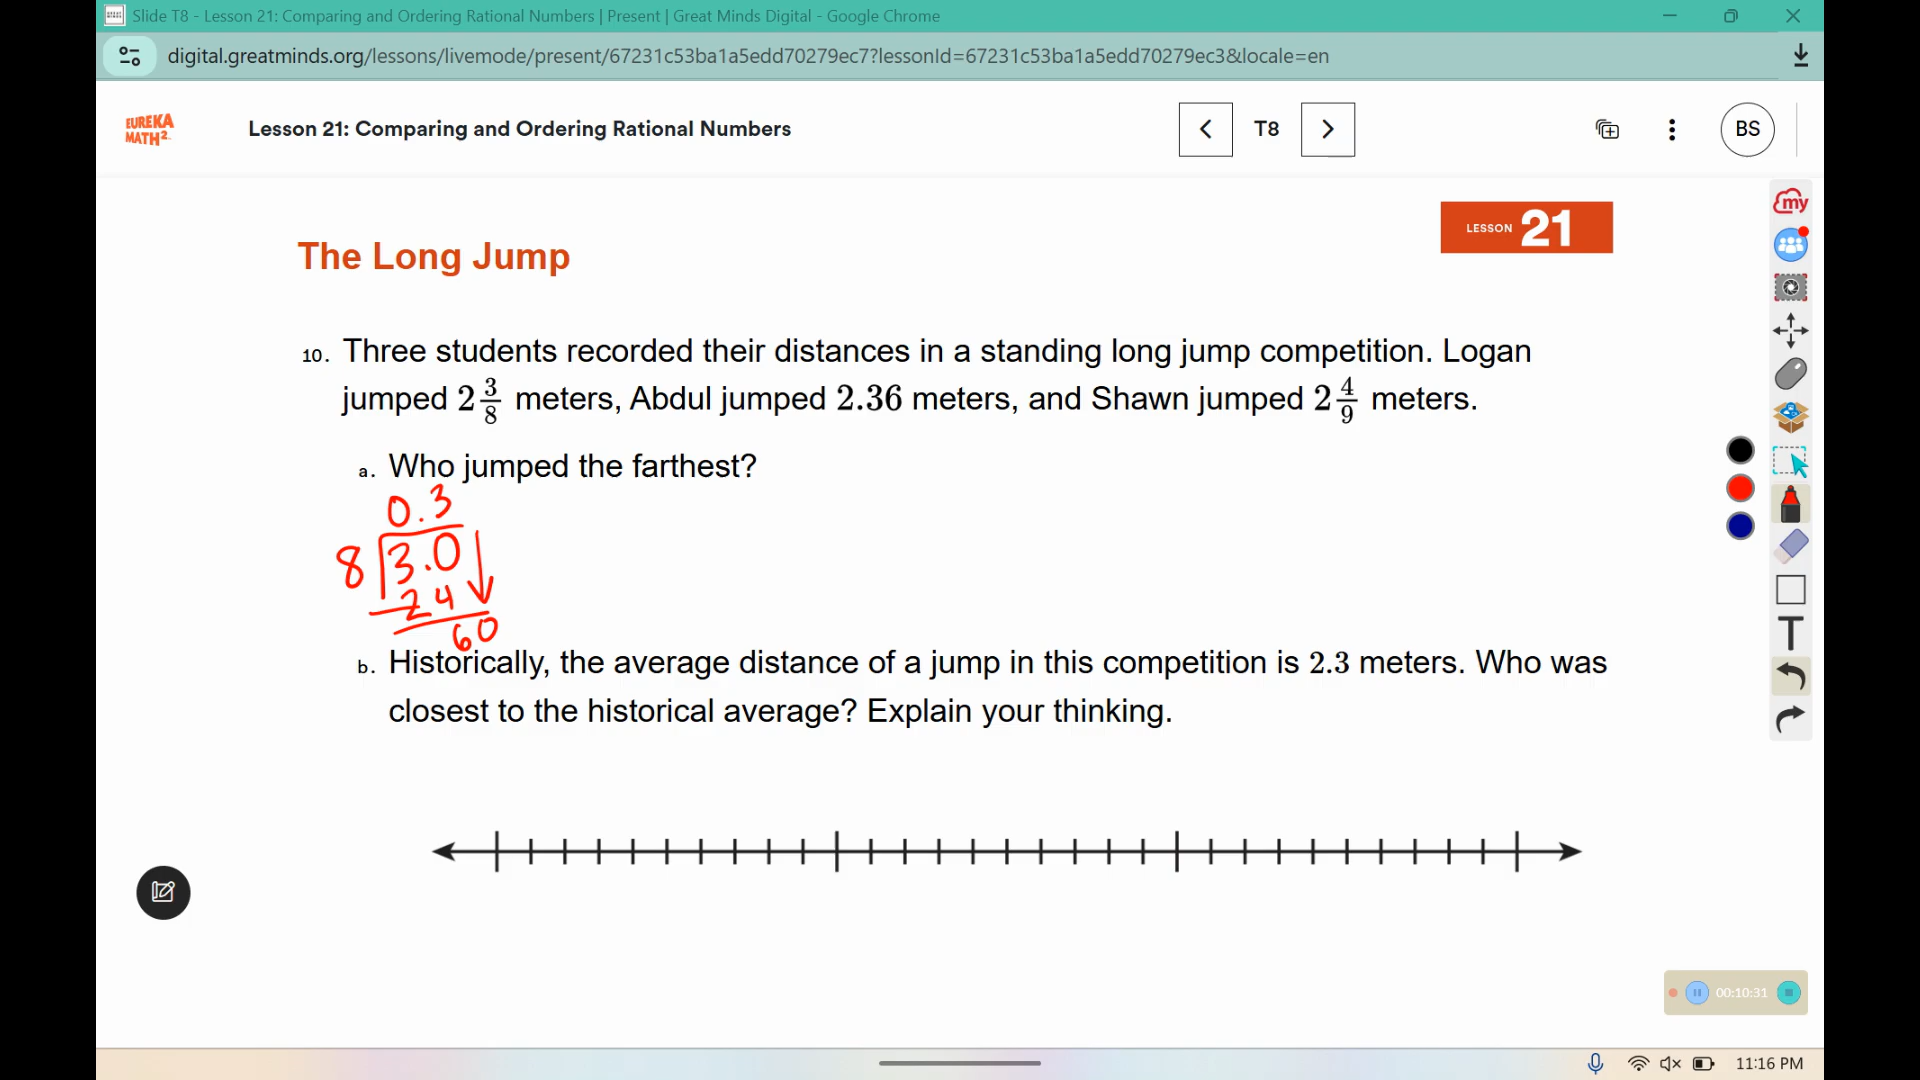 Slide T8 - Lesson 21: Comparing and Ordering Rational Numbers | Present | Great Minds Digital - Google Chrome
digital.greatminds.org/lessons/livemode/present/67231c53ba1a5edd70279ec7?lessonId=67231c53ba1a5edd70279ec3&locale=en
EUREKA
MATH²
Lesson 21: Comparing and Ordering Rational Numbers
T8
BS
my
LESSON 21
The Long Jump
10. Three students recorded their distances in a standing long jump competition. Logan
jumped 2 3/8 meters, Abdul jumped 2.36 meters, and Shawn jumped 2 4/9 meters.
a. Who jumped the farthest?
0.3
8 3.0
24
60
b. Historically, the average distance of a jump in this competition is 2.3 meters. Who was
closest to the historical average? Explain your thinking.
T
00:10:31
11:16 PM